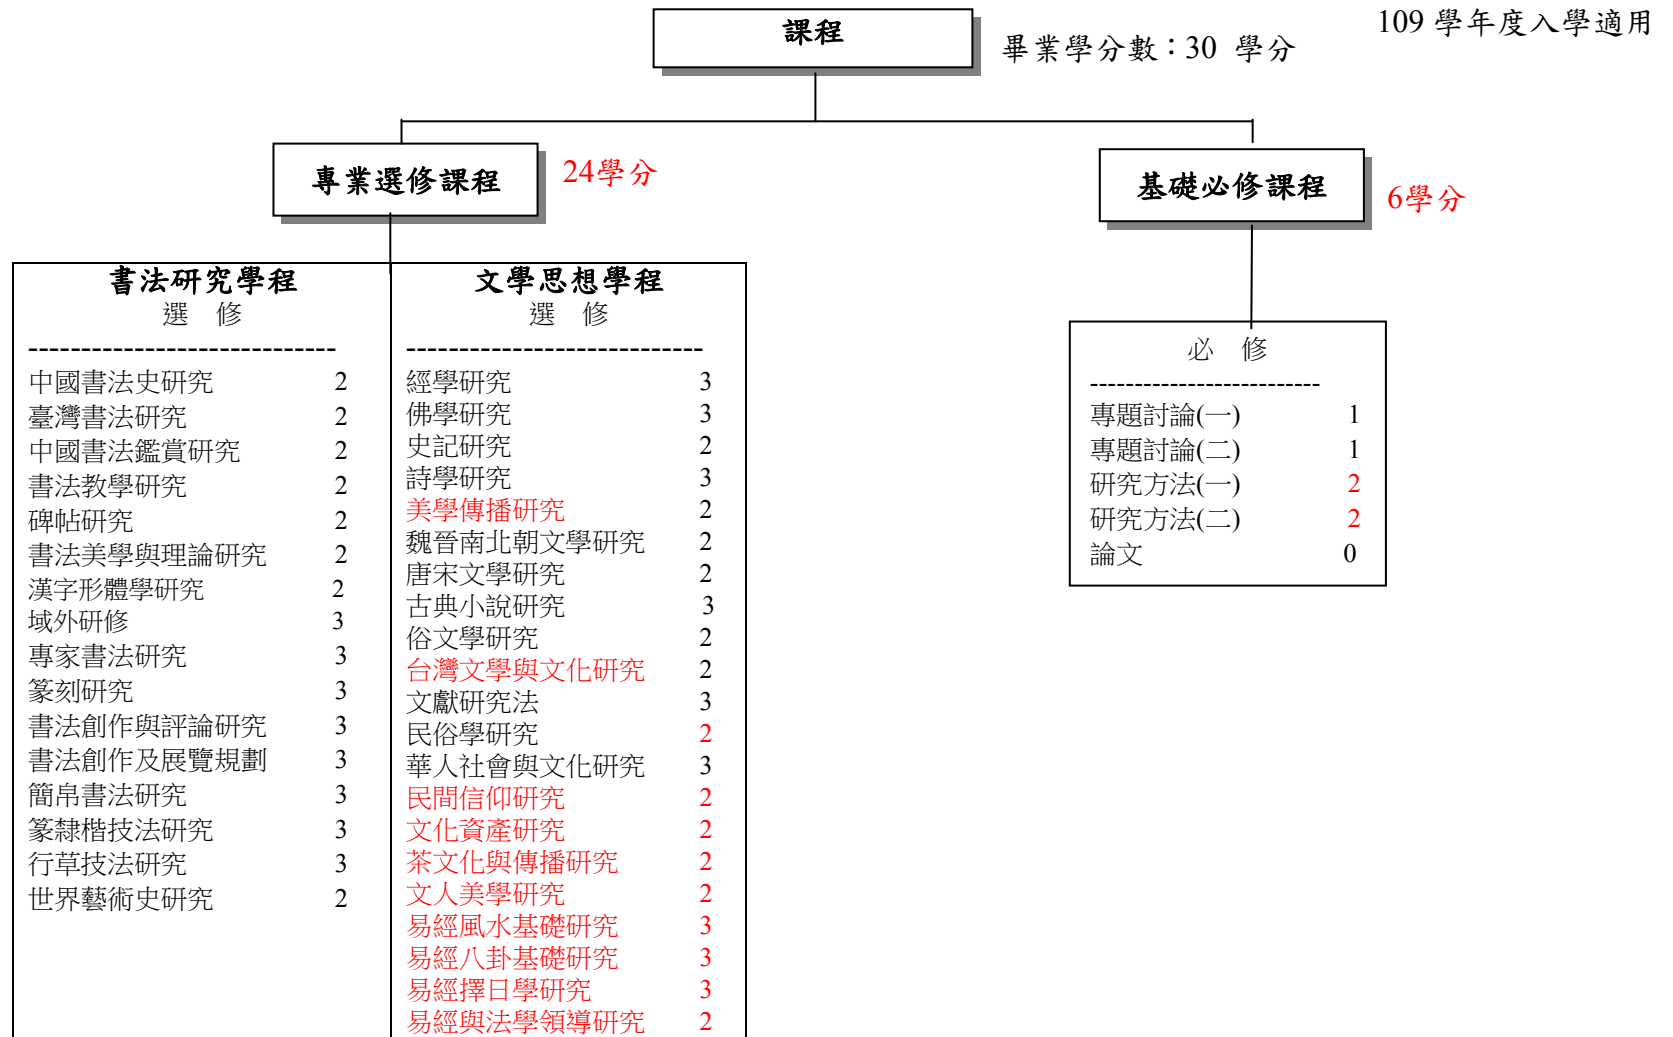 109 學年度入學適用
課程
畢業學分數：30 學分
專業選修課程
24學分
基礎必修課程
6學分
書法研究學程
選 修
-----------------------------
中國書法史研究 2
臺灣書法研究 2
中國書法鑑賞研究 2
書法教學研究 2
碑帖研究 2
書法美學與理論研究 2
漢字形體學研究 2
域外研修 3
專家書法研究 3
篆刻研究 3
書法創作與評論研究 3
書法創作及展覽規劃 3
簡帛書法研究 3
篆隸楷技法研究 3
行草技法研究 3
世界藝術史研究 2
文學思想學程
選 修
----------------------------
經學研究 3
佛學研究 3
史記研究 2
詩學研究 3
美學傳播研究 2
魏晉南北朝文學研究 2
唐宋文學研究 2
古典小說研究 3
俗文學研究 2
台灣文學與文化研究 2
文獻研究法 3
民俗學研究 2
華人社會與文化研究 3
民間信仰研究 2
文化資產研究 2
茶文化與傳播研究 2
文人美學研究 2
易經風水基礎研究 3
易經八卦基礎研究 3
易經擇日學研究 3
易經與法學領導研究 2
必 修
--------------------------
專題討論(一) 1
專題討論(二) 1
研究方法(一) 2
研究方法(二) 2
論文 0